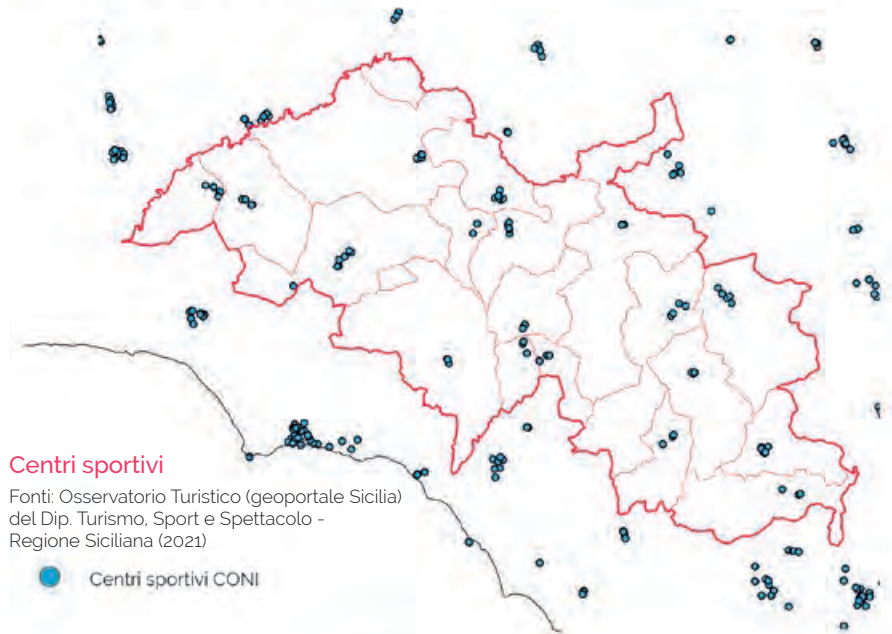 Centri sportivi
Fonti: Osservatorio Turistico (geoportale Sicilia)
del Dip. Turismo, Sport e Spettacolo -
Regione Siciliana (2021)
Centri sportivi CONI